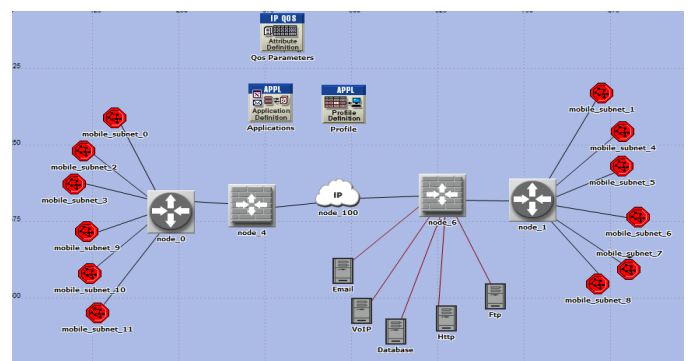 IP QOS
Attribute
Definition
Qos Parameters
25
APPL
Application
Definition
Applications
APPL
Profile
Definition
Profile
mobile_subnet_1
mobile_subnet_0
mobile_subnet_4
50
mobile_subnet_2
mobile_subnet_5
mobile_subnet_3
IP
node_100
75
node_0
node_4
node_6
node_1
mobile_subnet_6
mobile_subnet_9
mobile_subnet_7
mobile_subnet_10
mobile_subnet_8
Email
VoIP
Database
Http
Ftp
00
mobile_subnet_11